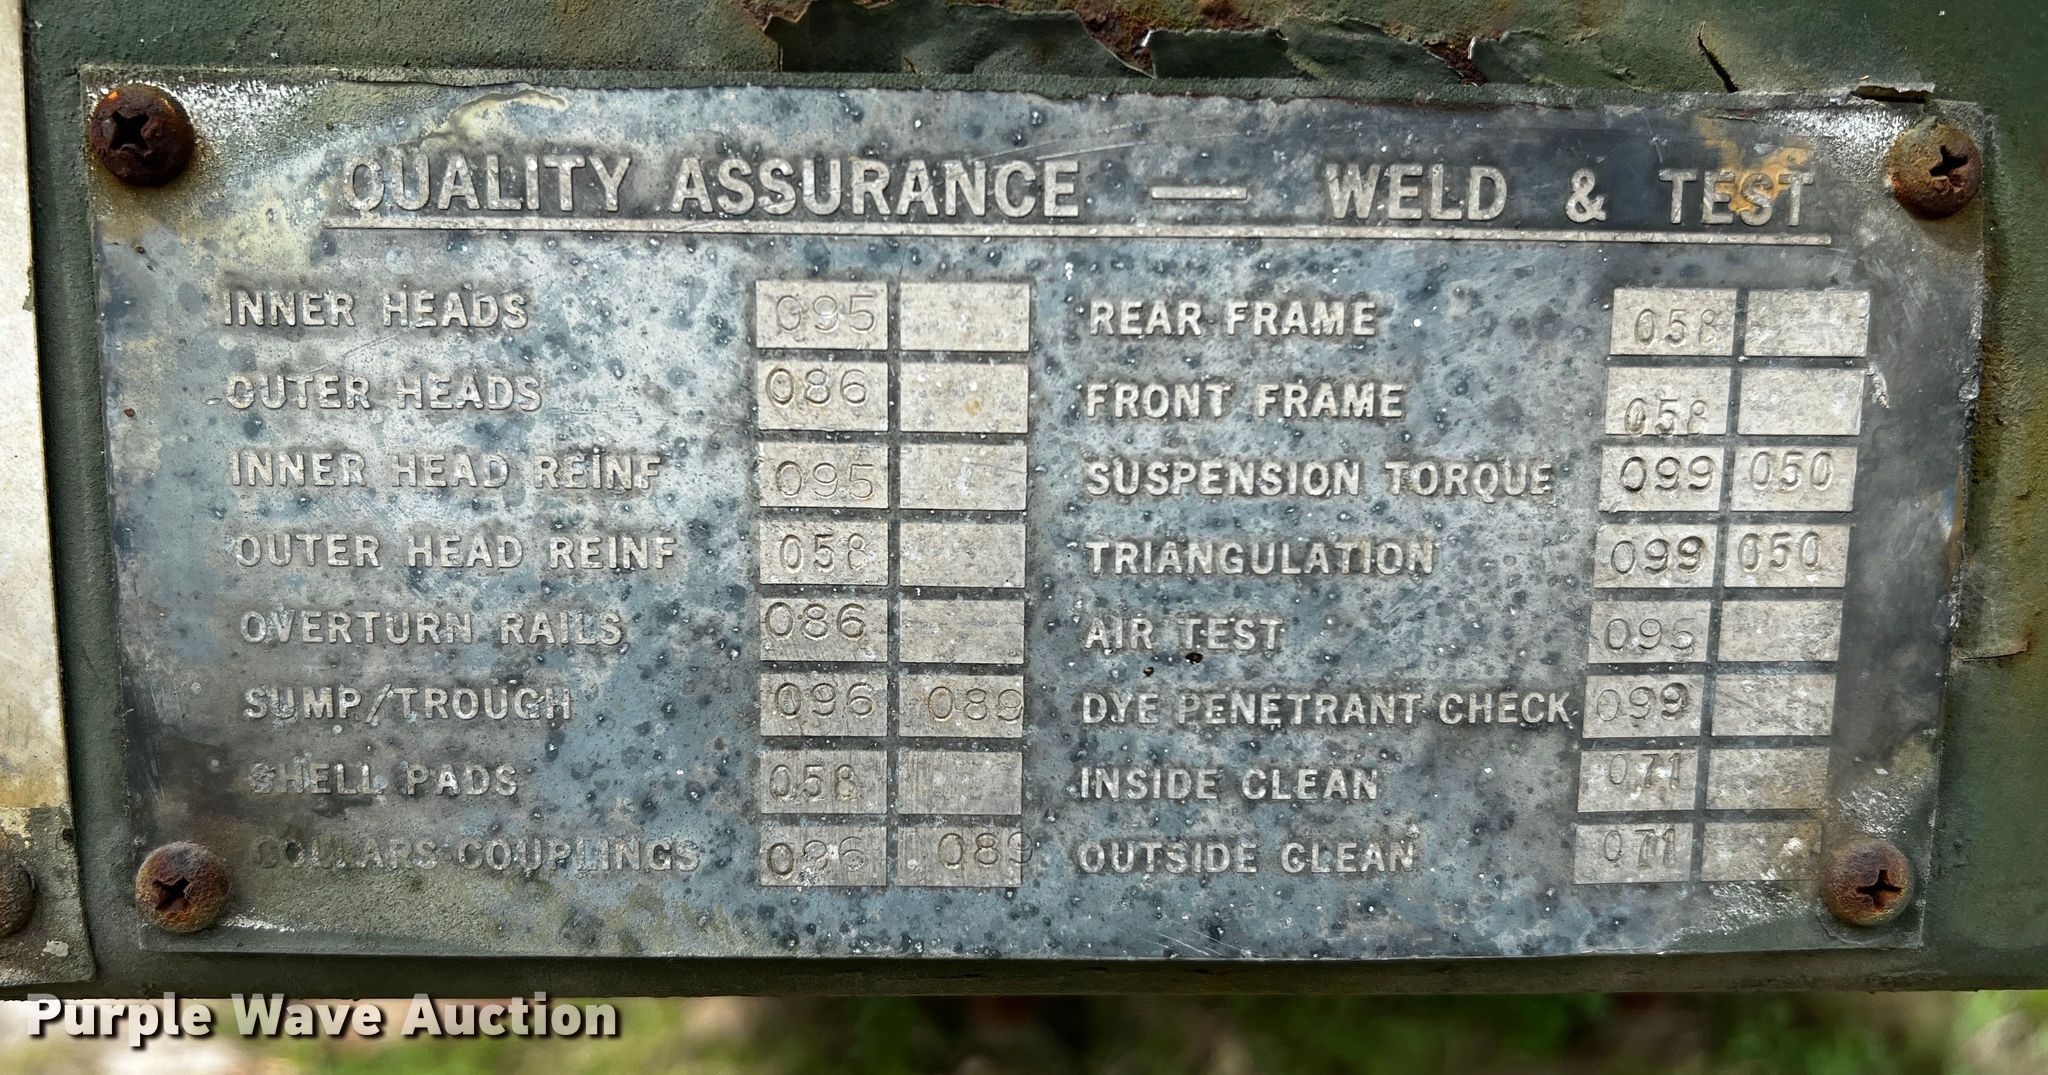 QUALITY ASSURANCE — WELD & TEST
INNER HEADS 095
OUTER HEADS 086
INNER HEAD REINF 095
OUTER HEAD REINF 058
OVERTURN RAILS 086
SUMP/TROUGH 096 089
SHELL PADS 058
COLLARS-COUPLINGS 089
REAR FRAME 058
FRONT FRAME 058
SUSPENSION TORQUE 099 050
TRIANGULATION 099 050
AIR TEST 095
DYE PENETRANT CHECK 099
INSIDE CLEAN 071
OUTSIDE CLEAN 071
Purple Wave Auction